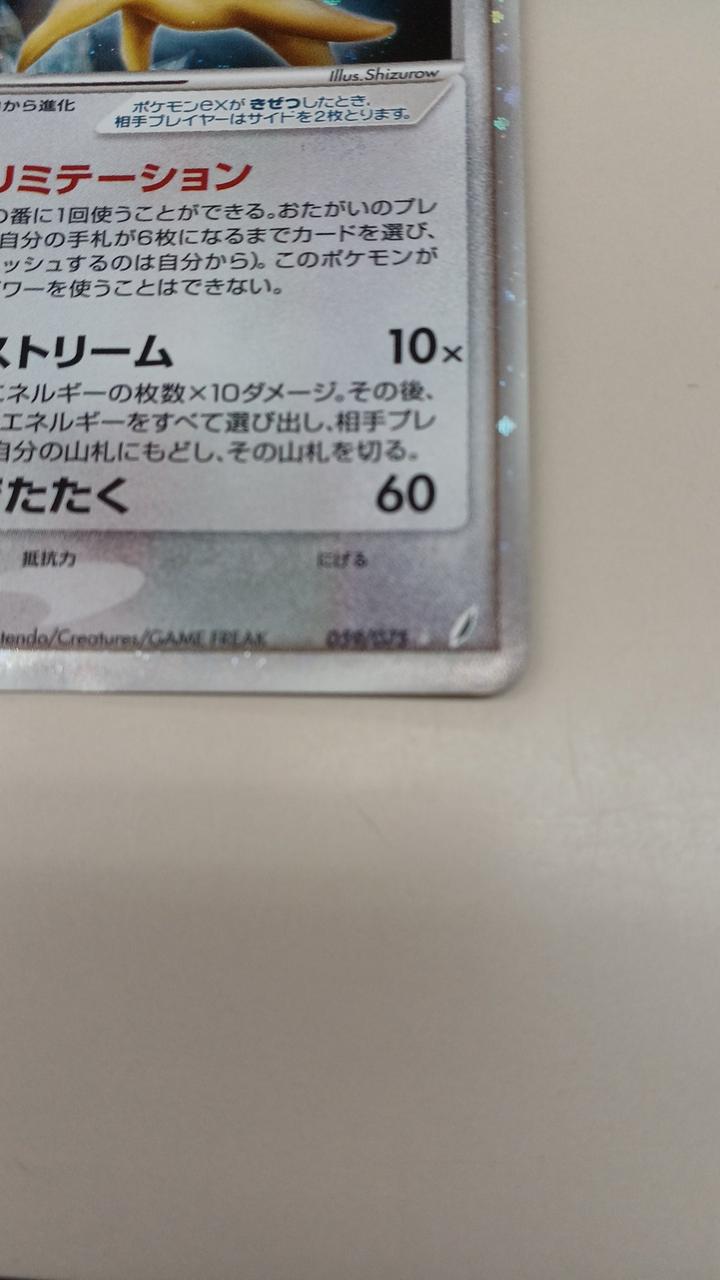 Illus.Shizurow
から進化
ポケモンexが きぜつしたとき、
相手プレイヤーはサイドを2枚とります。
リミテーション
の番に1回使うことができる。おたがいのプレ
自分の手札が6枚になるまでカードを選び、
ッシュするのは自分から)。このポケモンが
ワーを使うことはできない。
ストリーム 10×
エネルギーの枚数×10ダメージ。その後、
エネルギーをすべて選び出し、相手プレ
自分の山札にもどし、その山札を切る。
でたたく 60
抵抗力 にげる
tendo/Creatures/GAME FREAK